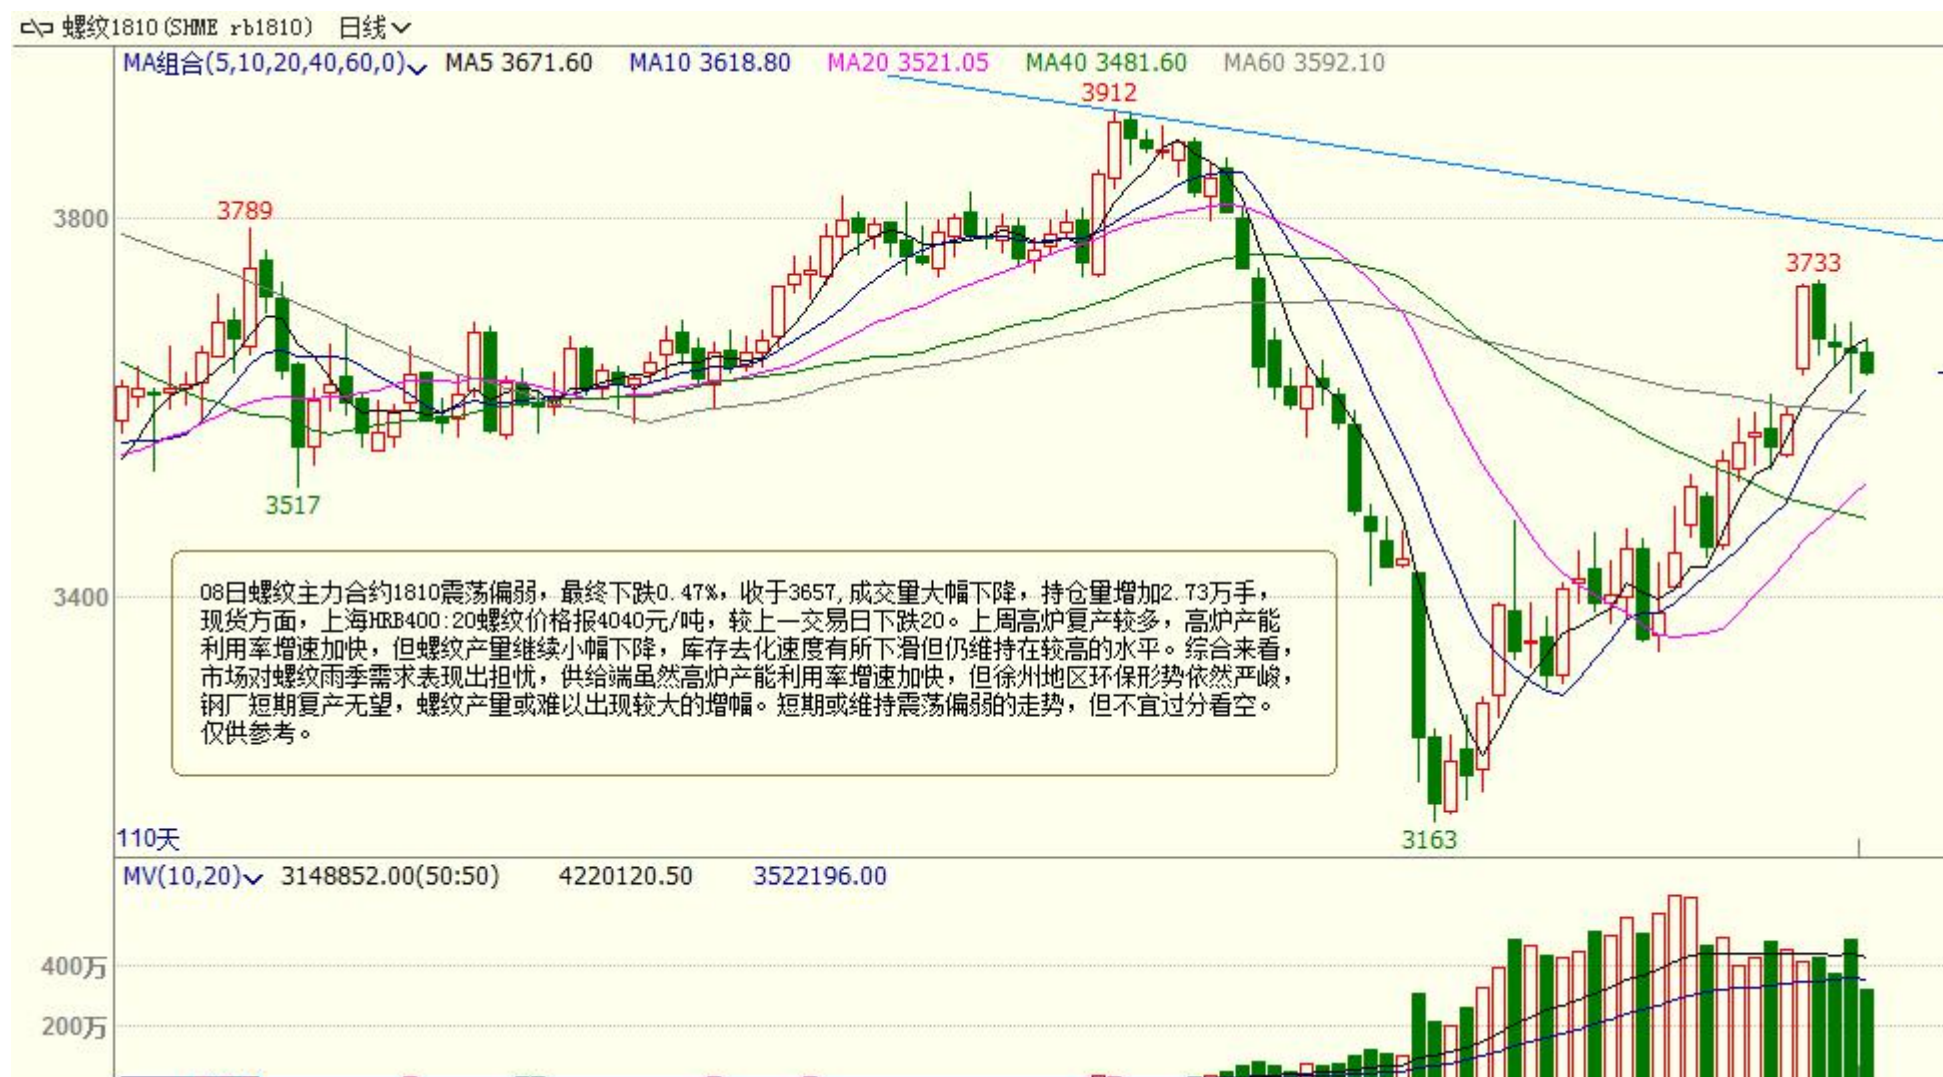 螺纹1810(SHME rb1810) 日线
MA组合(5,10,20,40,60,0) MA5 3671.60 MA10 3618.80 MA20 3521.05 MA40 3481.60 MA60 3592.10
3912
3789
3800
3733
3517
3400
08日螺纹主力合约1810震荡偏弱，最终下跌0.47%，收于3657,成交量大幅下降，持仓量增加2.73万手，
现货方面，上海HRB400:20螺纹价格报4040元/吨，较上一交易日下跌20。上周高炉复产较多，高炉产能
利用率增速加快，但螺纹产量继续小幅下降，库存去化速度有所下滑但仍维持在较高的水平。综合来看，
市场对螺纹雨季需求表现出担忧，供给端虽然高炉产能利用率增速加快，但徐州地区环保形势依然严峻，
钢厂短期复产无望，螺纹产量或难以出现较大的增幅。短期或维持震荡偏弱的走势，但不宜过分看空。
仅供参考。
110天
3163
MV(10,20) 3148852.00(50:50) 4220120.50 3522196.00
400万
200万